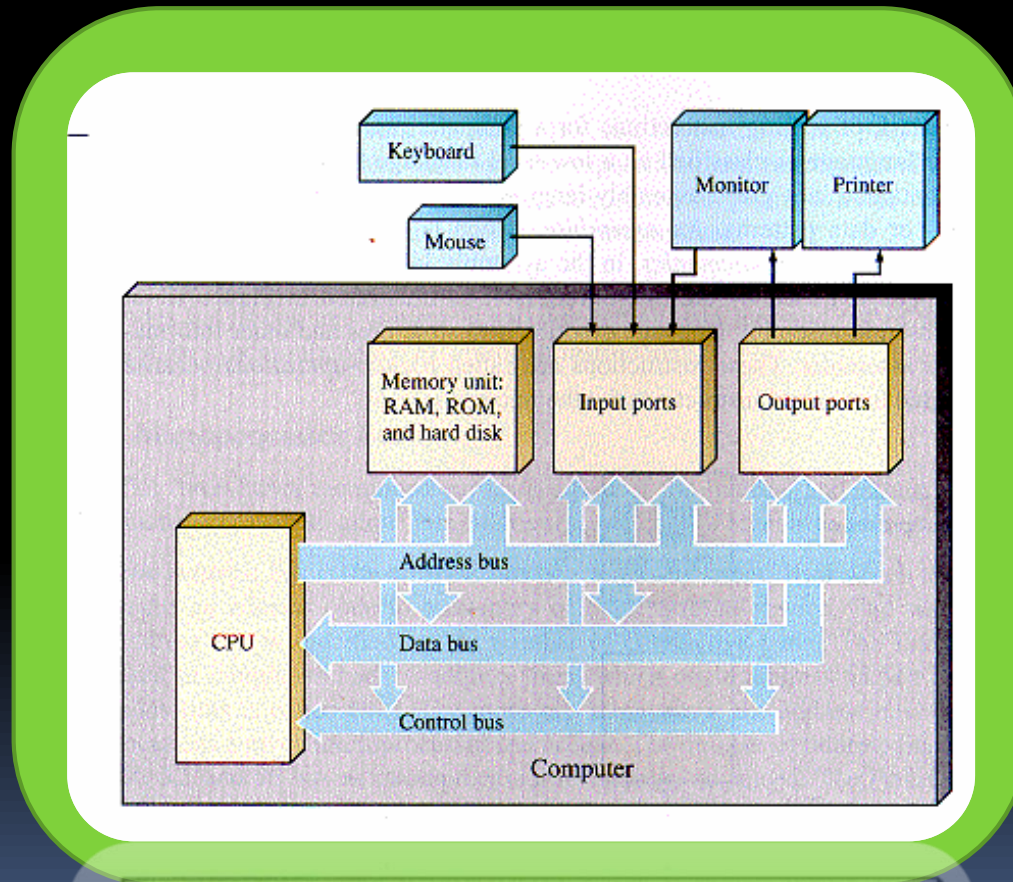 Keyboard
Monitor
Printer
Mouse
Memory unit:
RAM, ROM,
and hard disk
Input ports
Output ports
Address bus
CPU
Data bus
Control bus
Computer